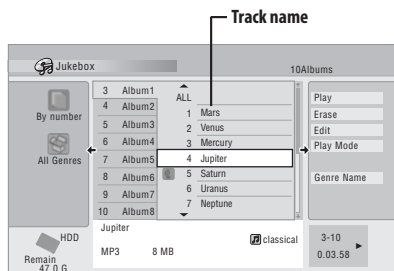 Track name
Jukebox
10Albums
By number
All Genres
3 Album1
4 Album2
5 Album3
6 Album4
7 Album5
8 Album6
9 Album7
10 Album8
ALL
1 Mars
2 Venus
3 Mercury
4 Jupiter
5 Saturn
6 Uranus
7 Neptune
Play
Erase
Edit
Play Mode
Genre Name
HDD
Remain
47.0 G
Jupiter
classical
MP3 8 MB
3-10
0.03.58